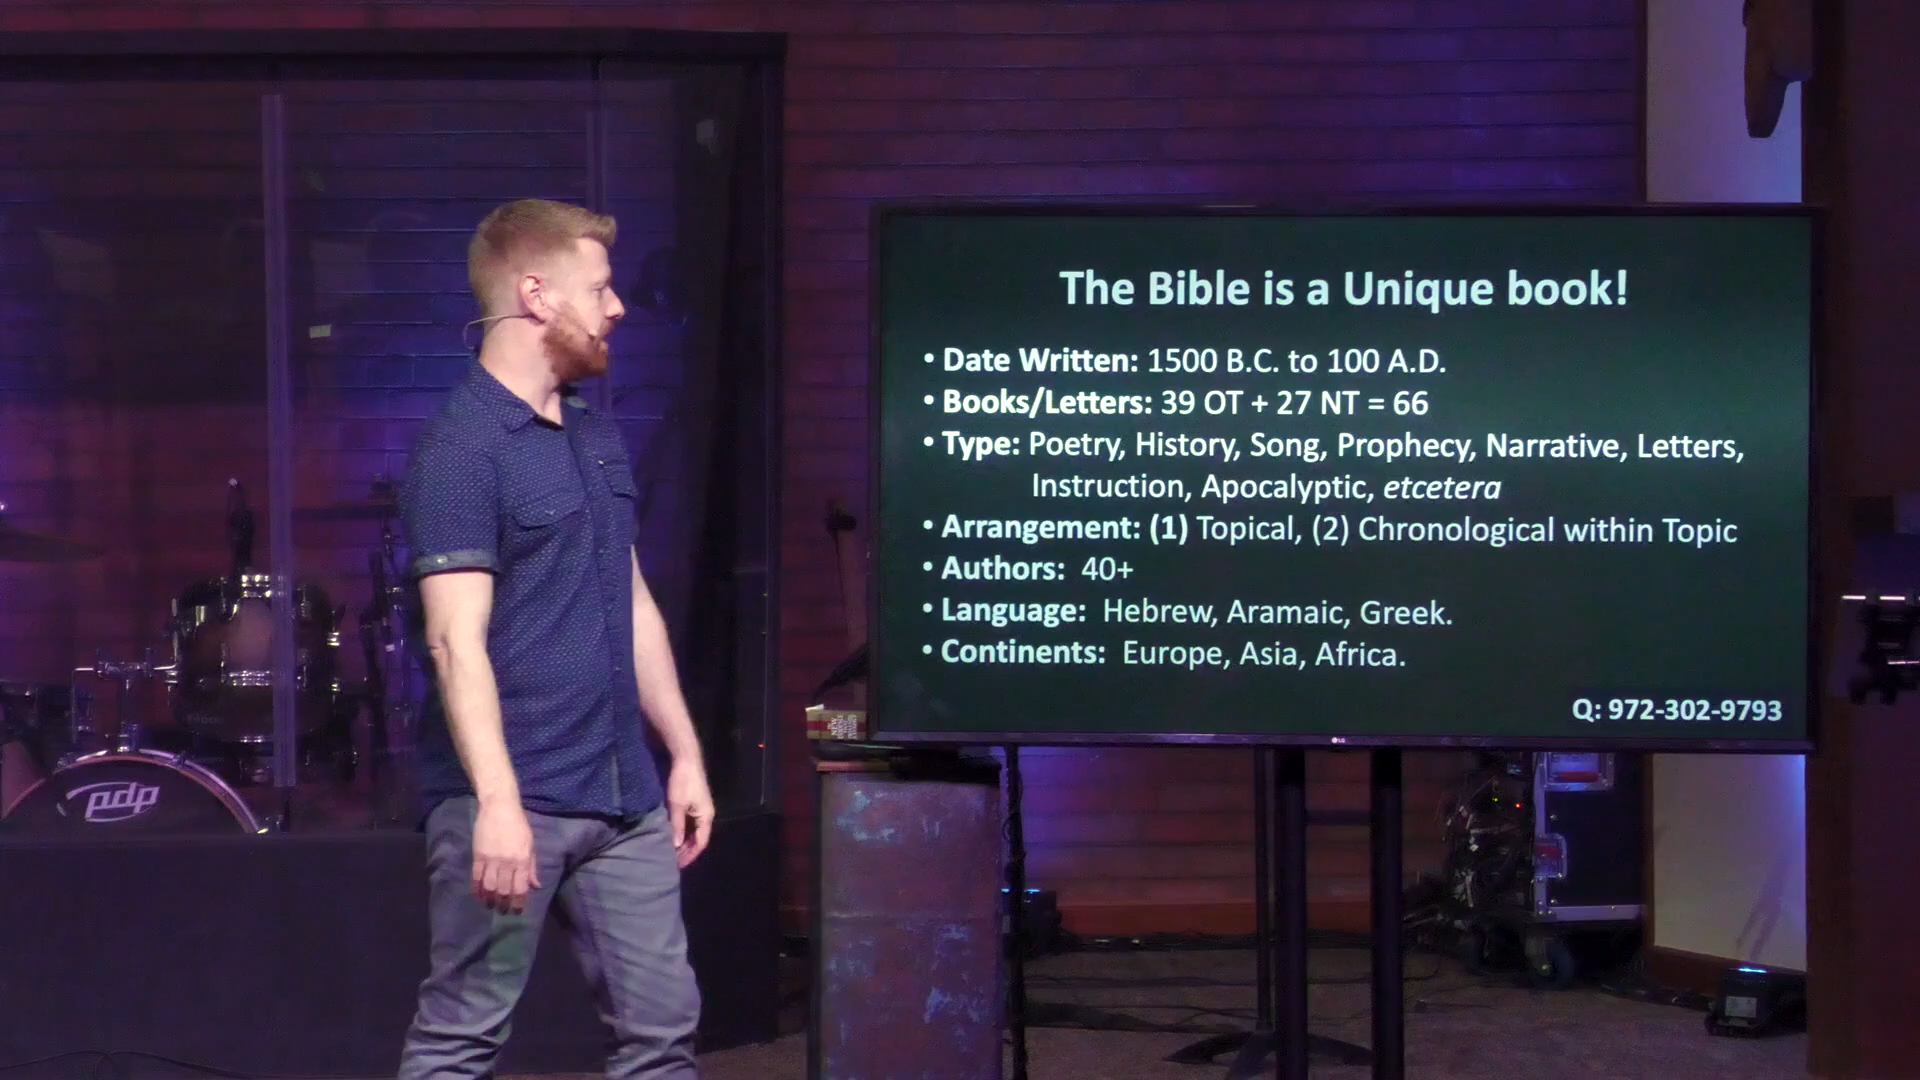 The Bible is a Unique book!
• Date Written: 1500 B.C. to 100 A.D.
• Books/Letters: 39 OT + 27 NT = 66
• Type: Poetry, History, Song, Prophecy, Narrative, Letters,
Instruction, Apocalyptic, etcetera
• Arrangement: (1) Topical, (2) Chronological within Topic
• Authors: 40+
• Language: Hebrew, Aramaic, Greek.
• Continents: Europe, Asia, Africa.
Q: 972-302-9793
LG
pdp